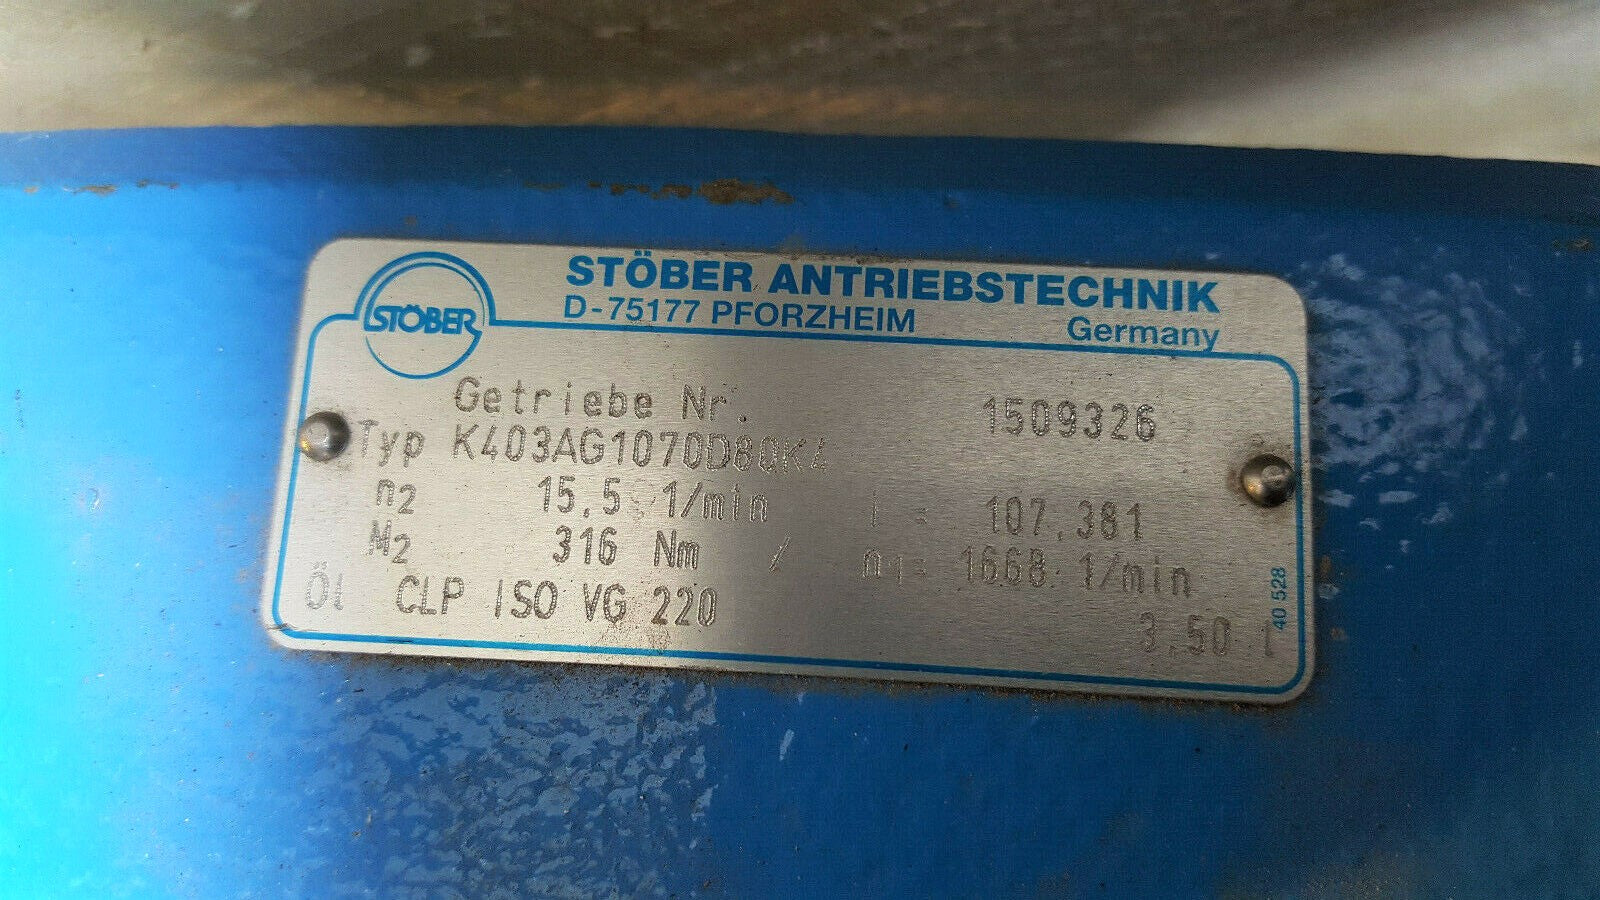 STÖBER
STÖBER ANTRIEBSTECHNIK
D-75177 PFORZHEIM Germany
Getriebe Nr. 1509326
Typ K403AG1070D80K4
n2 15,5 1/min i = 107,381
M2 316 Nm / n1= 1668 1/min
Öl CLP ISO VG 220 3,50 l
40 528